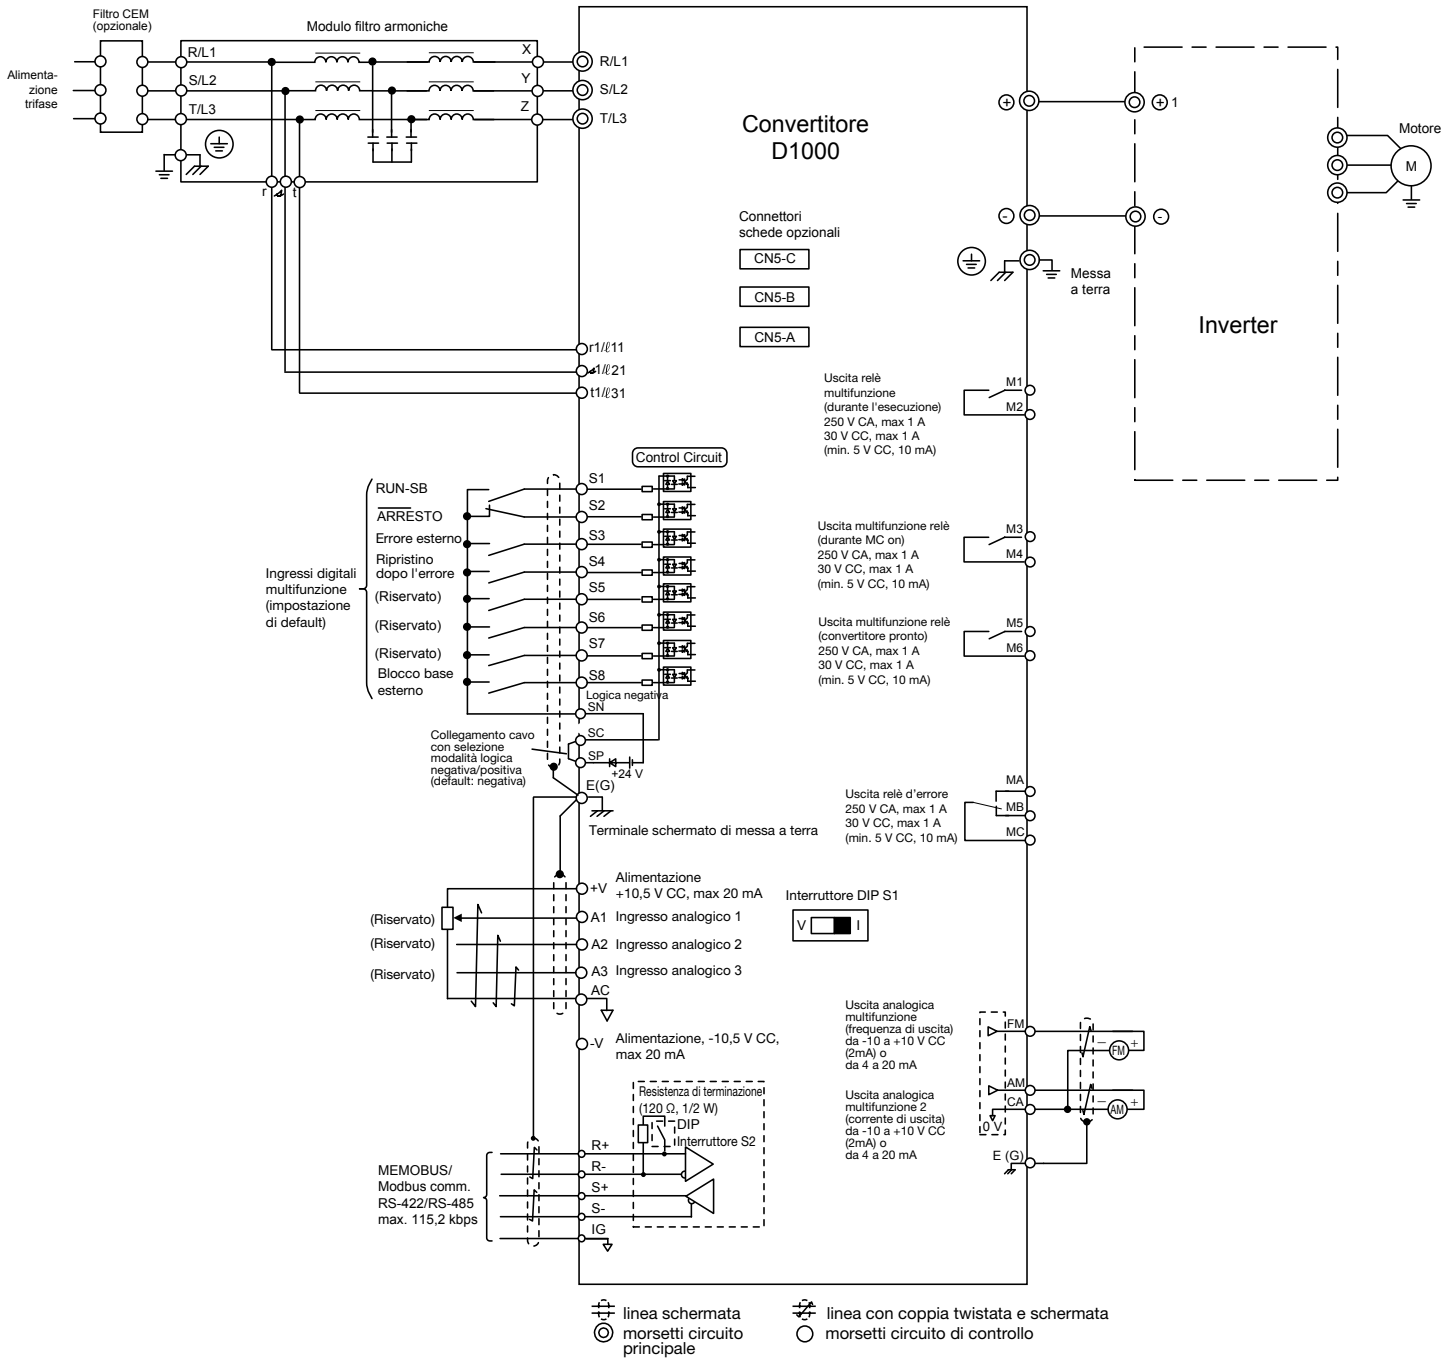 Filtro CEM
(opzionale)
Modulo filtro armoniche
Alimenta-
zione
trifase
R/L1
S/L2
T/L3
X
Y
Z
R/L1
S/L2
T/L3
r
t
Convertitore
D1000
Connettori
schede opzionali
CN5-C
CN5-B
CN5-A
+
+ 1
-
-
Messa
a terra
Motore
M
Inverter
r1/ℓ11
1/ℓ21
t1/ℓ31
Uscita relè
multifunzione
(durante l'esecuzione)
250 V CA, max 1 A
30 V CC, max 1 A
(min. 5 V CC, 10 mA)
M1
M2
Control Circuit
Ingressi digitali
multifunzione
(impostazione
di default)
RUN-SB
ARRESTO
Errore esterno
Ripristino
dopo l'errore
(Riservato)
(Riservato)
(Riservato)
Blocco base
esterno
S1
S2
S3
S4
S5
S6
S7
S8
Logica negativa
SN
SC
SP
+24 V
E(G)
Collegamento cavo
con selezione
modalità logica
negativa/positiva
(default: negativa)
Terminale schermato di messa a terra
Uscita multifunzione relè
(durante MC on)
250 V CA, max 1 A
30 V CC, max 1 A
(min. 5 V CC, 10 mA)
M3
M4
Uscita multifunzione relè
(convertitore pronto)
250 V CA, max 1 A
30 V CC, max 1 A
(min. 5 V CC, 10 mA)
M5
M6
Uscita relè d'errore
250 V CA, max 1 A
30 V CC, max 1 A
(min. 5 V CC, 10 mA)
MA
MB
MC
+V
Alimentazione
+10,5 V CC, max 20 mA
(Riservato)
A1 Ingresso analogico 1
(Riservato)
A2 Ingresso analogico 2
(Riservato)
A3 Ingresso analogico 3
AC
-V
Alimentazione, -10,5 V CC,
max 20 mA
Interruttore DIP S1
V I
Uscita analogica
multifunzione
(frequenza di uscita)
da -10 a +10 V CC
(2mA) o
da 4 a 20 mA
Uscita analogica
multifunzione 2
(corrente di uscita)
da -10 a +10 V CC
(2mA) o
da 4 a 20 mA
FM
AM
CA
0 V
E (G)
− FM +
− AM +
Resistenza di terminazione
(120 Ω, 1/2 W)
DIP
Interruttore S2
MEMOBUS/
Modbus comm.
RS-422/RS-485
max. 115,2 kbps
R+
R-
S+
S-
IG
linea schermata
morsetti circuito
principale
linea con coppia twistata e schermata
morsetti circuito di controllo